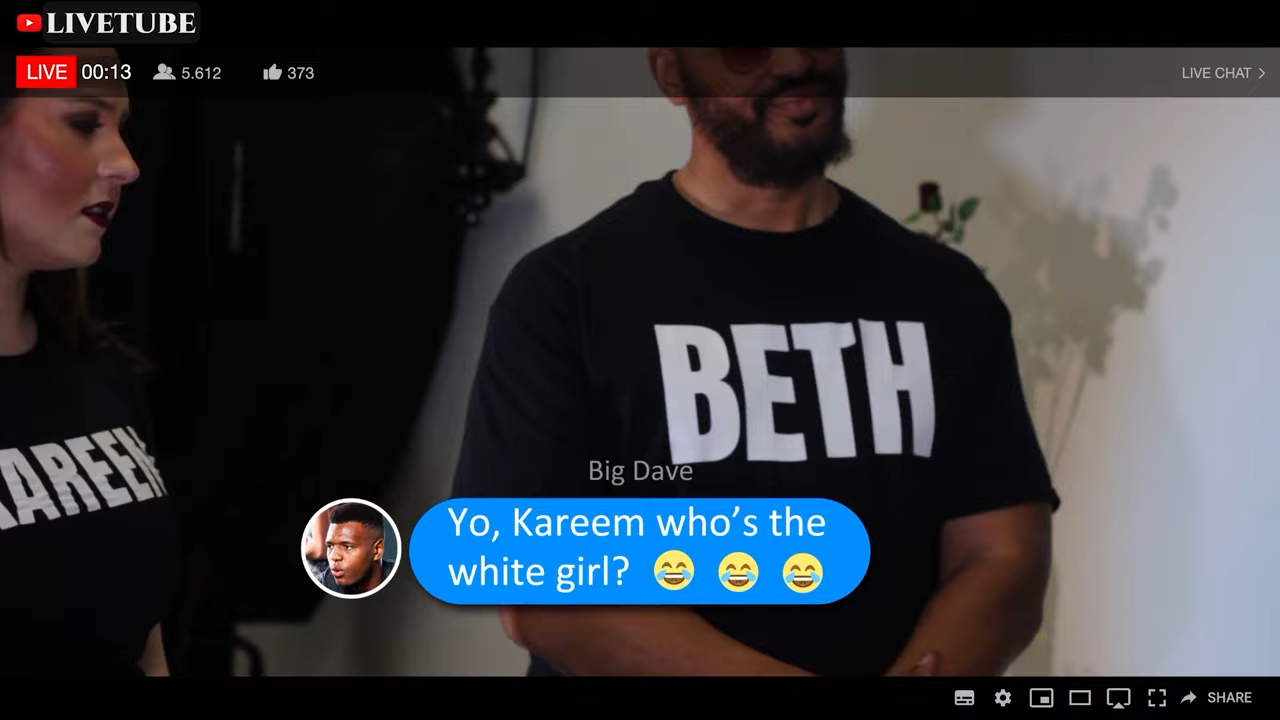 LIVETUBE
LIVE 00:13 5.612 373 LIVE CHAT
BETH
KAREEM
Big Dave
Yo, Kareem who's the
white girl? 😂 😂 😂
SHARE